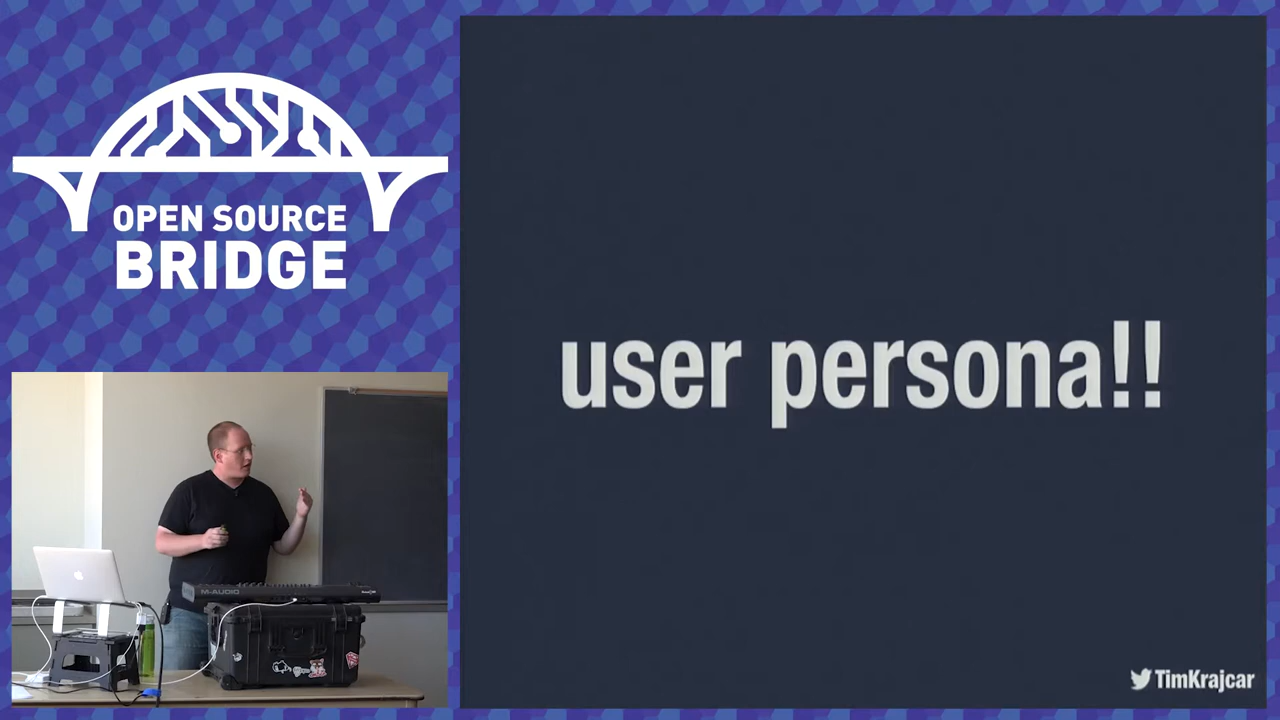 OPEN SOURCE
BRIDGE
user persona!!
M-AUDIO
TimKrajcar